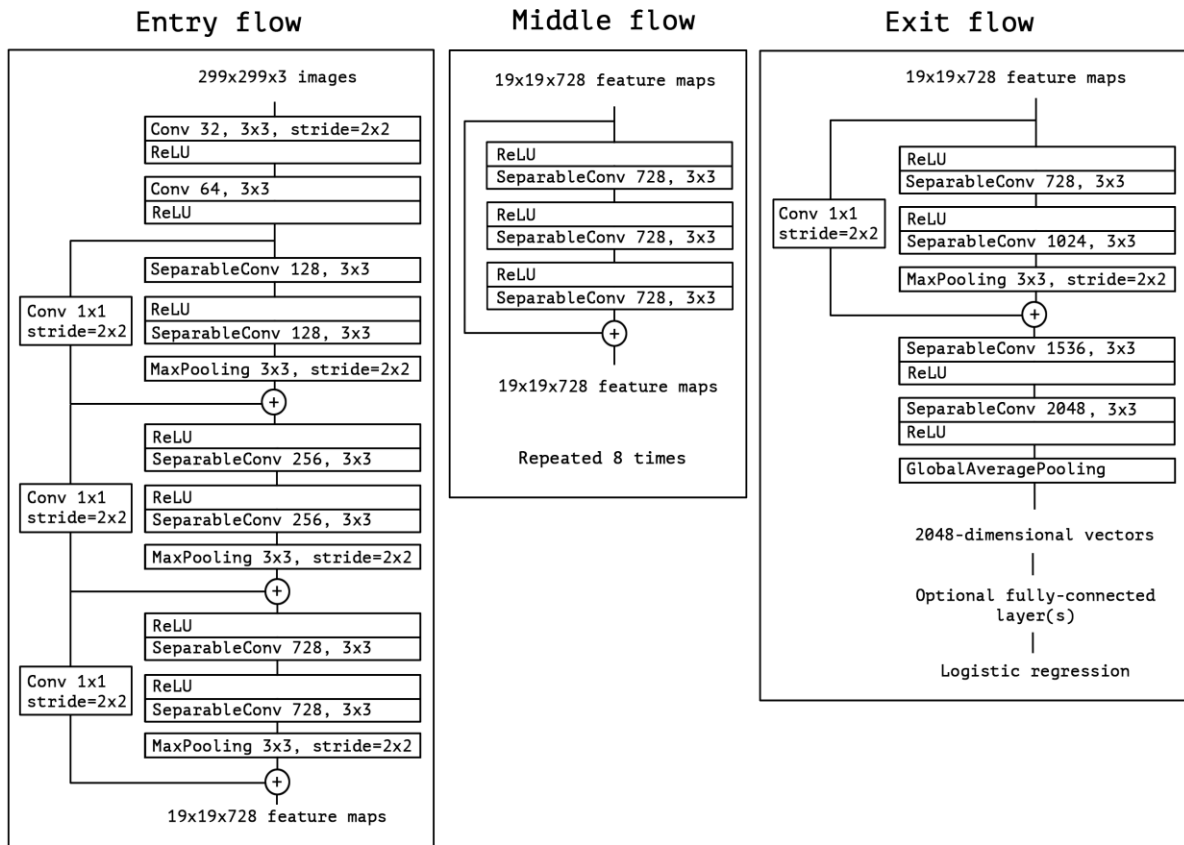 Entry flow
299x299x3 images
Conv 32, 3x3, stride=2x2
ReLU
Conv 64, 3x3
ReLU
SeparableConv 128, 3x3
Conv 1x1
stride=2x2
ReLU
SeparableConv 128, 3x3
MaxPooling 3x3, stride=2x2
+
ReLU
SeparableConv 256, 3x3
Conv 1x1
stride=2x2
ReLU
SeparableConv 256, 3x3
MaxPooling 3x3, stride=2x2
+
ReLU
SeparableConv 728, 3x3
Conv 1x1
stride=2x2
ReLU
SeparableConv 728, 3x3
MaxPooling 3x3, stride=2x2
+
19x19x728 feature maps
Middle flow
19x19x728 feature maps
ReLU
SeparableConv 728, 3x3
ReLU
SeparableConv 728, 3x3
ReLU
SeparableConv 728, 3x3
+
19x19x728 feature maps
Repeated 8 times
Exit flow
19x19x728 feature maps
ReLU
SeparableConv 728, 3x3
Conv 1x1
stride=2x2
ReLU
SeparableConv 1024, 3x3
MaxPooling 3x3, stride=2x2
+
SeparableConv 1536, 3x3
ReLU
SeparableConv 2048, 3x3
ReLU
GlobalAveragePooling
2048-dimensional vectors
Optional fully-connected
layer(s)
Logistic regression